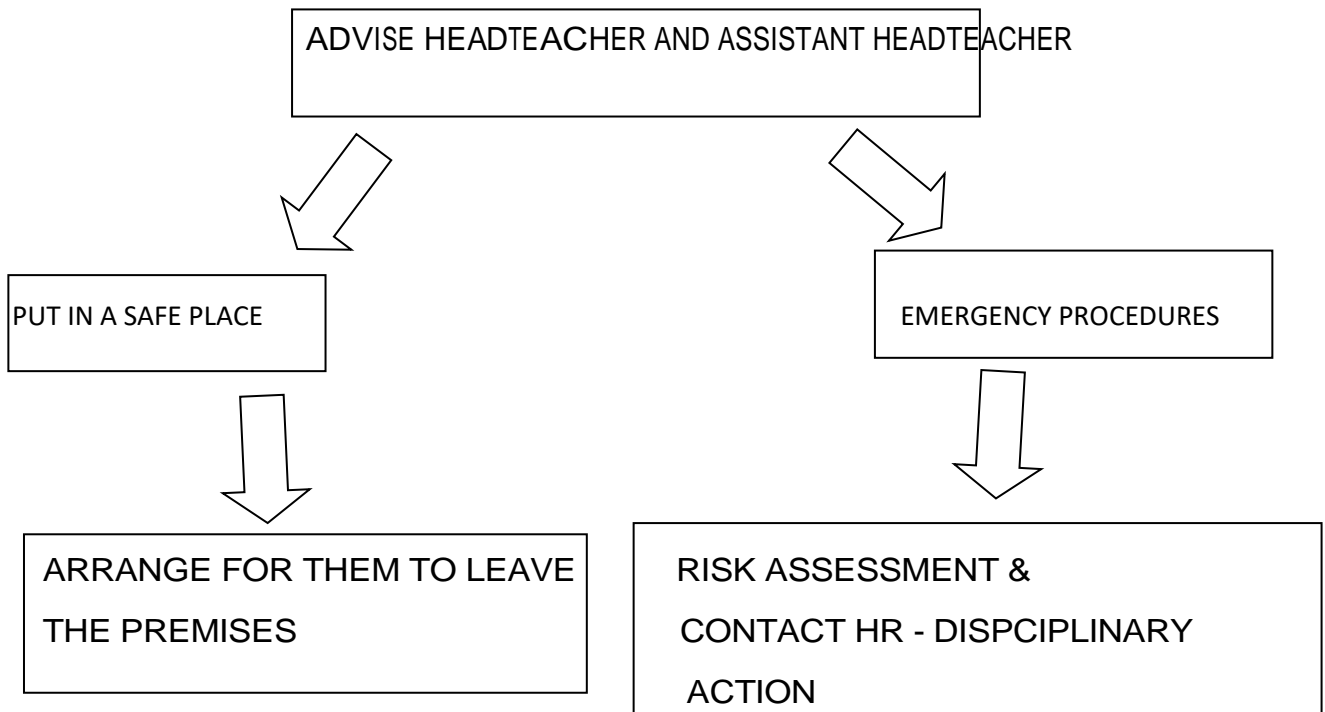 ADVISE HEADTEACHER AND ASSISTANT HEADTEACHER
PUT IN A SAFE PLACE
EMERGENCY PROCEDURES
ARRANGE FOR THEM TO LEAVE
THE PREMISES
RISK ASSESSMENT &
CONTACT HR - DISPCIPLINARY
ACTION